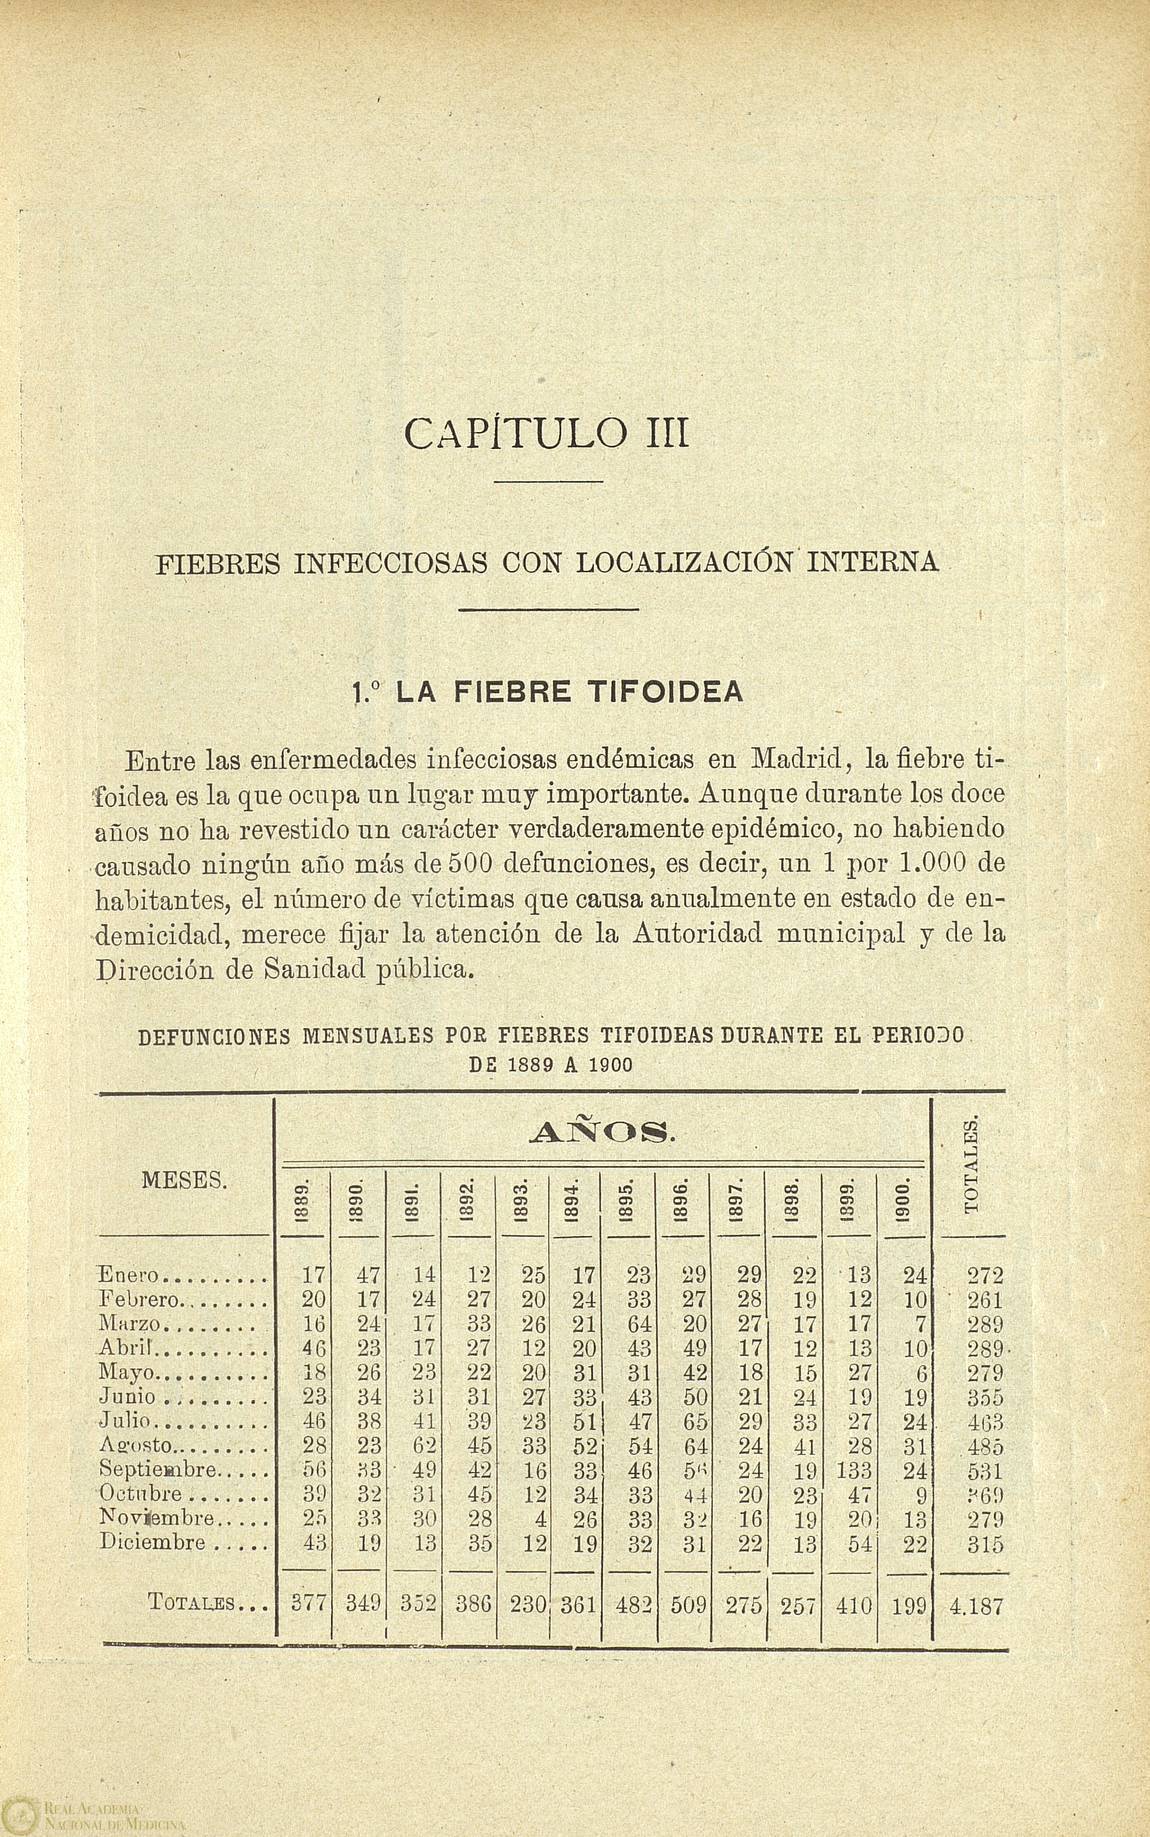 CAPÍTULO III
FIEBRES INFECCIOSAS CON LOCALIZACIÓN INTERNA
1.º LA FIEBRE TIFOIDEA
Entre las enfermedades infecciosas endémicas en Madrid, la fiebre ti-
foidea es la que ocupa un lugar muy importante. Aunque durante los doce
años no ha revestido un carácter verdaderamente epidémico, no habiendo
causado ningún año más de 500 defunciones, es decir, un 1 por 1.000 de
habitantes, el número de víctimas que causa anualmente en estado de en-
demicidad, merece fijar la atención de la Autoridad municipal y de la
Dirección de Sanidad pública.
DEFUNCIONES MENSUALES POR FIEBRES TIFOIDEAS DURANTE EL PERIODO
DE 1889 A 1900
MESES. AÑOS. TOTALES.
1889. 1890. 1891. 1892. 1893. 1894. 1895. 1896. 1897. 1898. 1899. 1900.
Enero......... 17 47 14 12 25 17 23 29 29 22 13 24 272
Febrero........ 20 17 24 27 20 24 33 27 28 19 12 10 261
Marzo........ 16 24 17 33 26 21 64 20 27 17 17 7 289
Abril.......... 46 23 17 27 12 20 43 49 17 12 13 10 289
Mayo.......... 18 26 23 22 20 31 31 42 18 15 27 6 279
Junio ......... 23 34 31 31 27 33 43 50 21 24 19 19 355
Julio.......... 46 38 41 39 23 51 47 65 29 33 27 24 463
Agosto......... 28 23 62 45 33 52 54 64 24 41 28 31 485
Septiembre..... 56 33 49 42 16 33 46 56 24 19 133 24 531
Octubre ....... 39 32 31 45 12 34 33 44 20 23 47 9 369
Noviembre..... 25 33 30 28 4 26 33 32 16 19 20 13 279
Diciembre ..... 43 19 13 35 12 19 32 31 22 13 54 22 315
TOTALES... 377 349 352 386 230 361 482 509 275 257 410 199 4.187
REAL ACADEMIA
NACIONAL DE MEDICINA